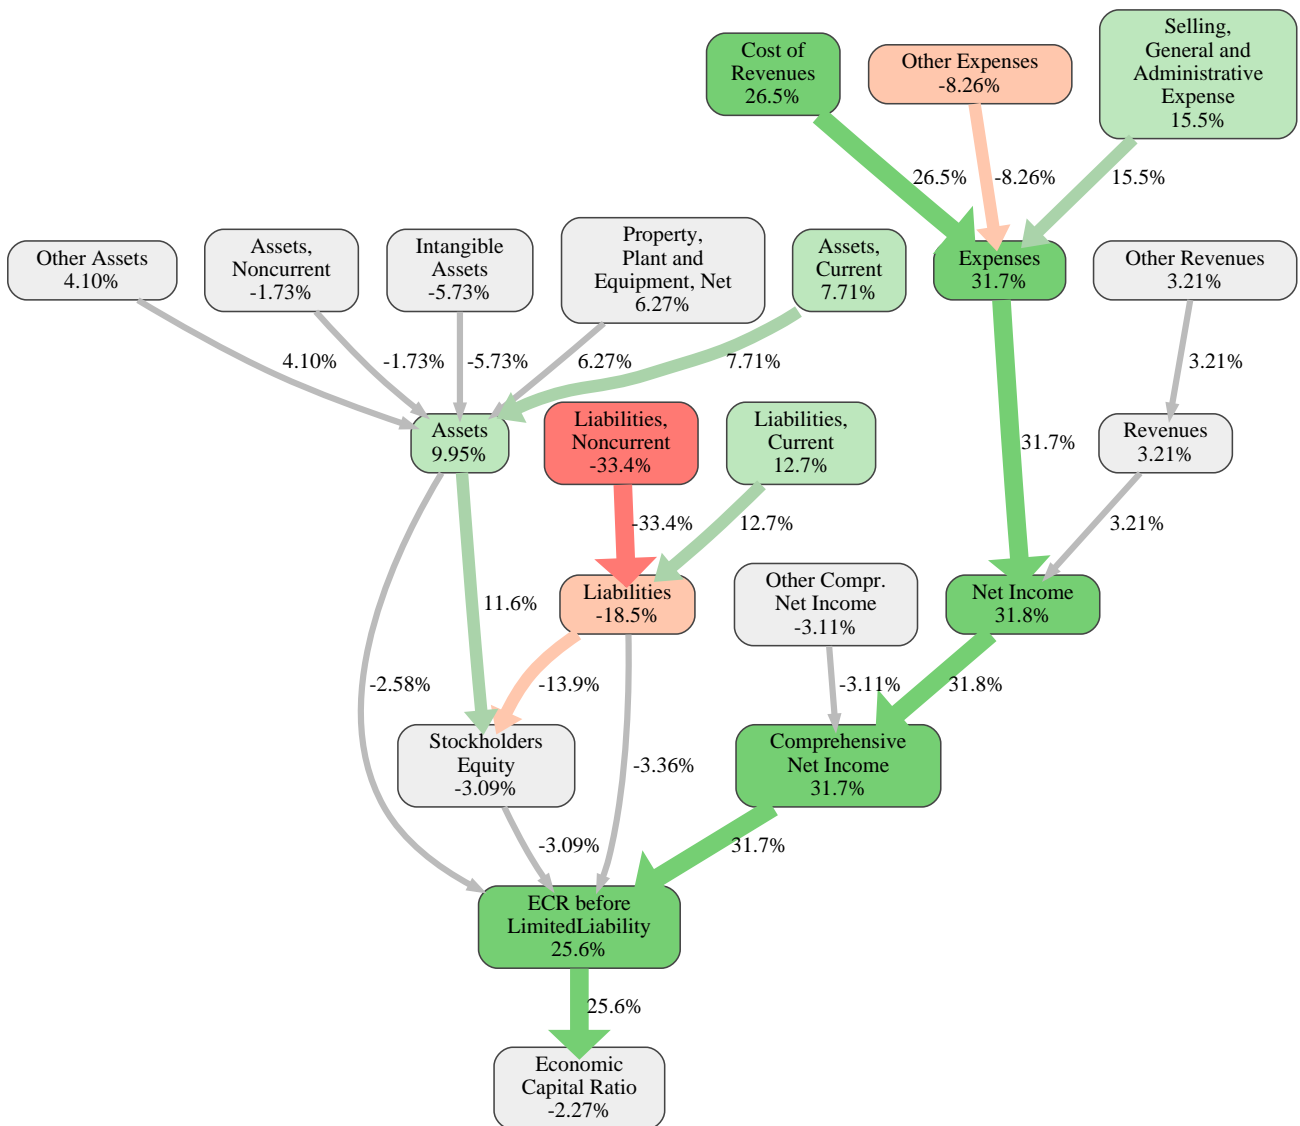 Cost of
Revenues
26.5%
Other Expenses
-8.26%
Selling,
General and
Administrative
Expense
15.5%
26.5%
-8.26%
15.5%
Other Assets
4.10%
Assets,
Noncurrent
-1.73%
Intangible
Assets
-5.73%
Property,
Plant and
Equipment, Net
6.27%
Assets,
Current
7.71%
Expenses
31.7%
Other Revenues
3.21%
4.10%
-1.73%
-5.73%
6.27%
7.71%
31.7%
3.21%
Assets
9.95%
Liabilities,
Noncurrent
-33.4%
Liabilities,
Current
12.7%
Revenues
3.21%
-33.4%
12.7%
3.21%
11.6%
Liabilities
-18.5%
Other Compr.
Net Income
-3.11%
Net Income
31.8%
-2.58%
-13.9%
-3.11%
31.8%
Stockholders
Equity
-3.09%
-3.36%
Comprehensive
Net Income
31.7%
-3.09%
31.7%
ECR before
LimitedLiability
25.6%
25.6%
Economic
Capital Ratio
-2.27%